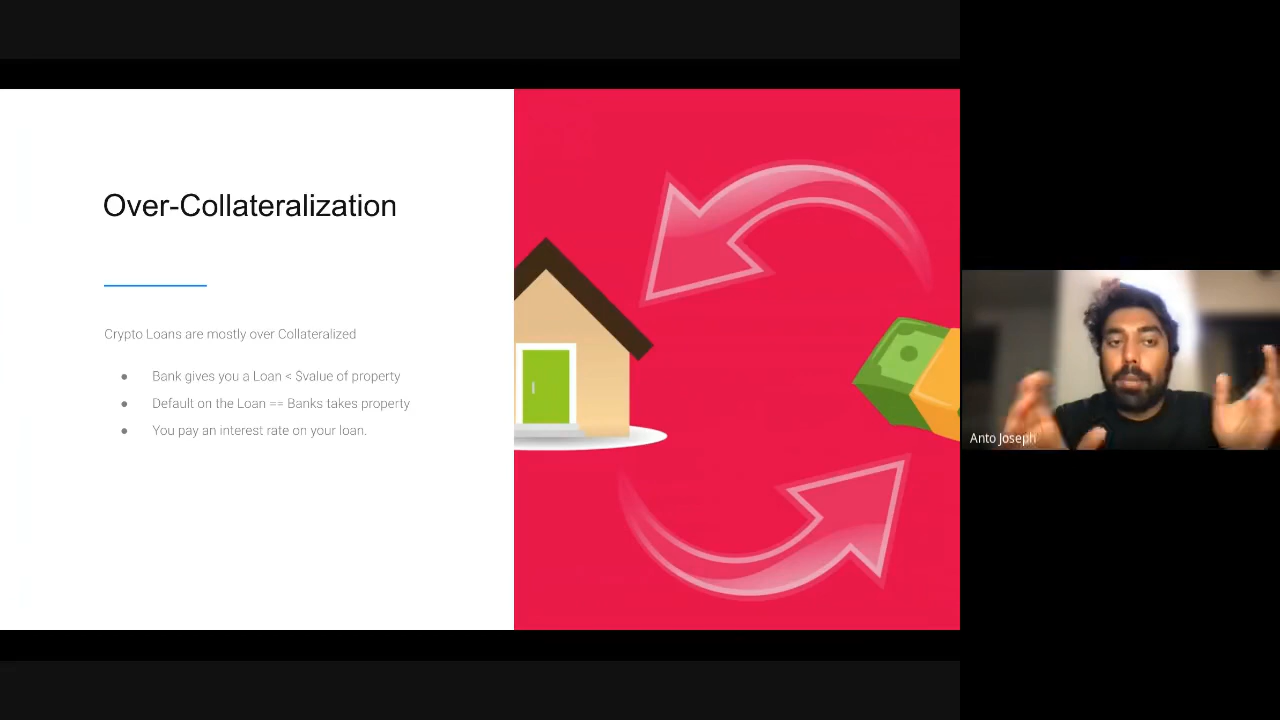 Over-Collateralization
Crypto Loans are mostly over Collateralized
● Bank gives you a Loan < $value of property
● Default on the Loan == Banks takes property
● You pay an interest rate on your loan.
Anto Joseph